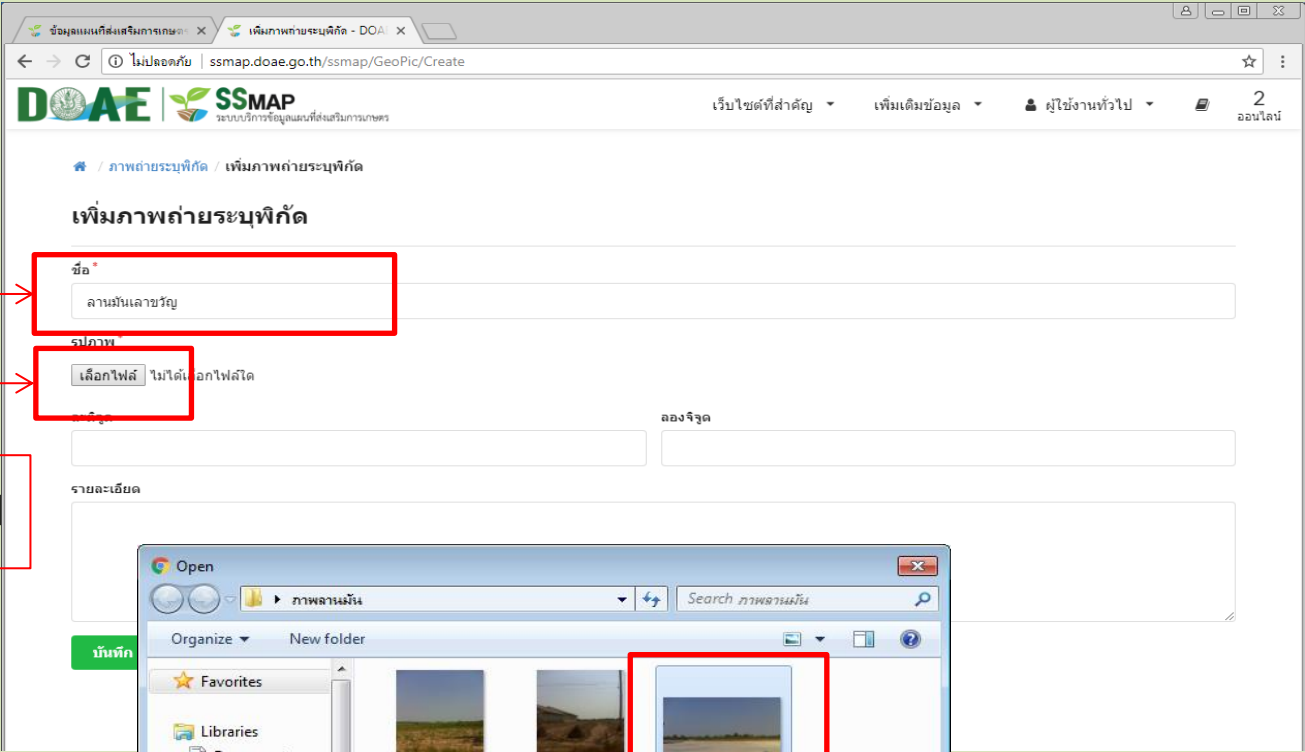 ข้อมูลแผนที่ส่งเสริมการเกษตร
เพิ่มภาพถ่ายระบุพิกัด - DOA
ไม่ปลอดภัย | ssmap.doae.go.th/ssmap/GeoPic/Create
DOAE SSMAP
ระบบบริการข้อมูลแผนที่ส่งเสริมการเกษตร
เว็บไซต์ที่สำคัญ เพิ่มเติมข้อมูล ผู้ใช้งานทั่วไป 2
ออนไลน์
/ ภาพถ่ายระบุพิกัด / เพิ่มภาพถ่ายระบุพิกัด
เพิ่มภาพถ่ายระบุพิกัด
ชื่อ *
ลานมันเลาขวัญ
รูปภาพ *
เลือกไฟล์ ไม่ได้เลือกไฟล์ใด
ละติจูด ลองจิจูด
รายละเอียด
Open
ภาพลานมัน Search ภาพลานมัน
Organize New folder
บันทึก
Favorites
Libraries